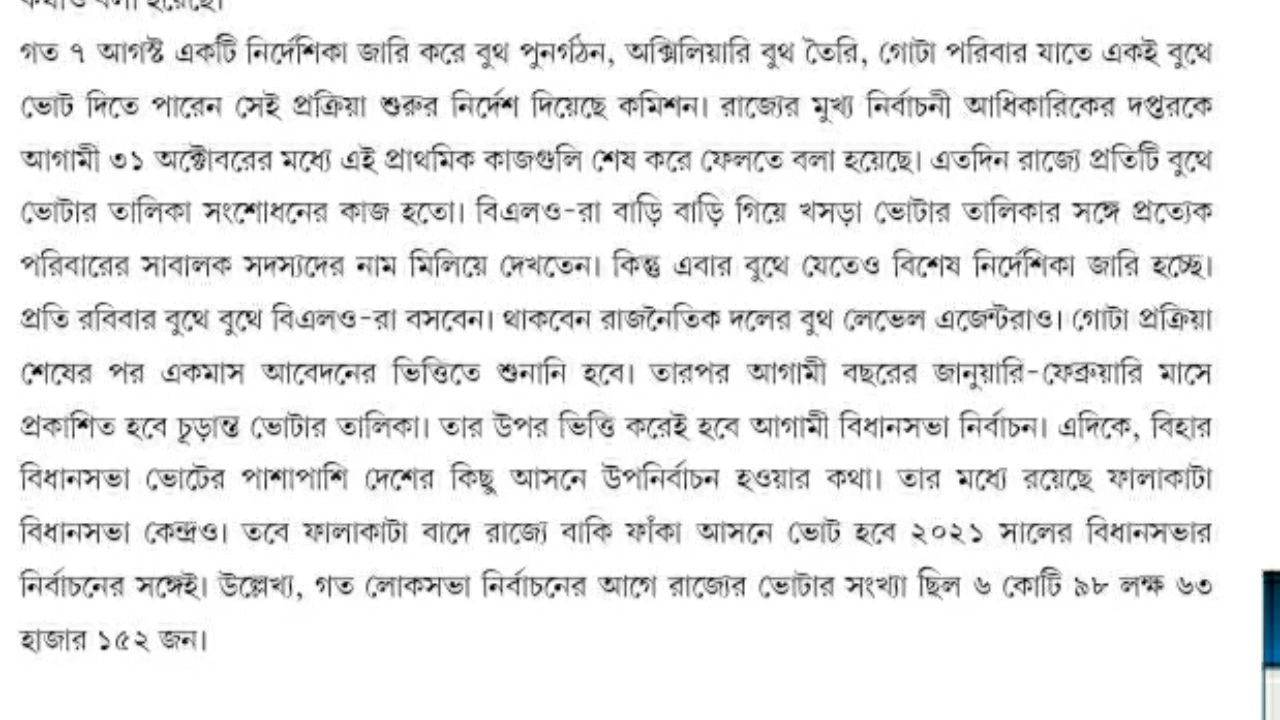 গত ৭ আগস্ট একটি নির্দেশিকা জারি করে বুথ পুনর্গঠন, অক্সিলিয়ারি বুথ তৈরি, গোটা পরিবার যাতে একই বুথে
ভোট দিতে পারেন সেই প্রক্রিয়া শুরুর নির্দেশ দিয়েছে কমিশন। রাজ্যের মুখ্য নির্বাচনী আধিকারিকের দপ্তরকে
আগামী ৩১ অক্টোবরের মধ্যে এই প্রাথমিক কাজগুলি শেষ করে ফেলতে বলা হয়েছে। এতদিন রাজ্যে প্রতিটি বুথে
ভোটার তালিকা সংশোধনের কাজ হতো। বিএলও-রা বাড়ি বাড়ি গিয়ে খসড়া ভোটার তালিকার সঙ্গে প্রত্যেক
পরিবারের সাবালক সদস্যদের নাম মিলিয়ে দেখতেন। কিন্তু এবার বুথে যেতেও বিশেষ নির্দেশিকা জারি হচ্ছে।
প্রতি রবিবার বুথে বুথে বিএলও-রা বসবেন। থাকবেন রাজনৈতিক দলের বুথ লেভেল এজেন্টরাও। গোটা প্রক্রিয়া
শেষের পর একমাস আবেদনের ভিত্তিতে শুনানি হবে। তারপর আগামী বছরের জানুয়ারি-ফেব্রুয়ারি মাসে
প্রকাশিত হবে চূড়ান্ত ভোটার তালিকা। তার উপর ভিত্তি করেই হবে আগামী বিধানসভা নির্বাচন। এদিকে, বিহার
বিধানসভা ভোটের পাশাপাশি দেশের কিছু আসনে উপনির্বাচন হওয়ার কথা। তার মধ্যে রয়েছে ফালাকাটা
বিধানসভা কেন্দ্রও। তবে ফালাকাটা বাদে রাজ্যে বাকি ফাঁকা আসনে ভোট হবে ২০২১ সালের বিধানসভার
নির্বাচনের সঙ্গেই। উল্লেখ্য, গত লোকসভা নির্বাচনের আগে রাজ্যের ভোটার সংখ্যা ছিল ৬ কোটি ৯৮ লক্ষ ৬৩
হাজার ১৫২ জন।